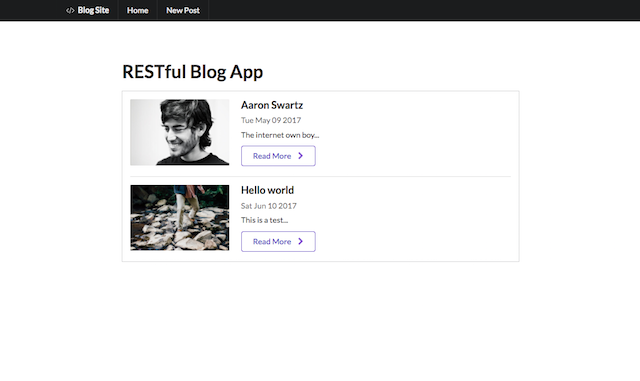 </> Blog Site Home New Post
RESTful Blog App
Aaron Swartz
Tue May 09 2017
The internet own boy...
Read More
Hello world
Sat Jun 10 2017
This is a test...
Read More